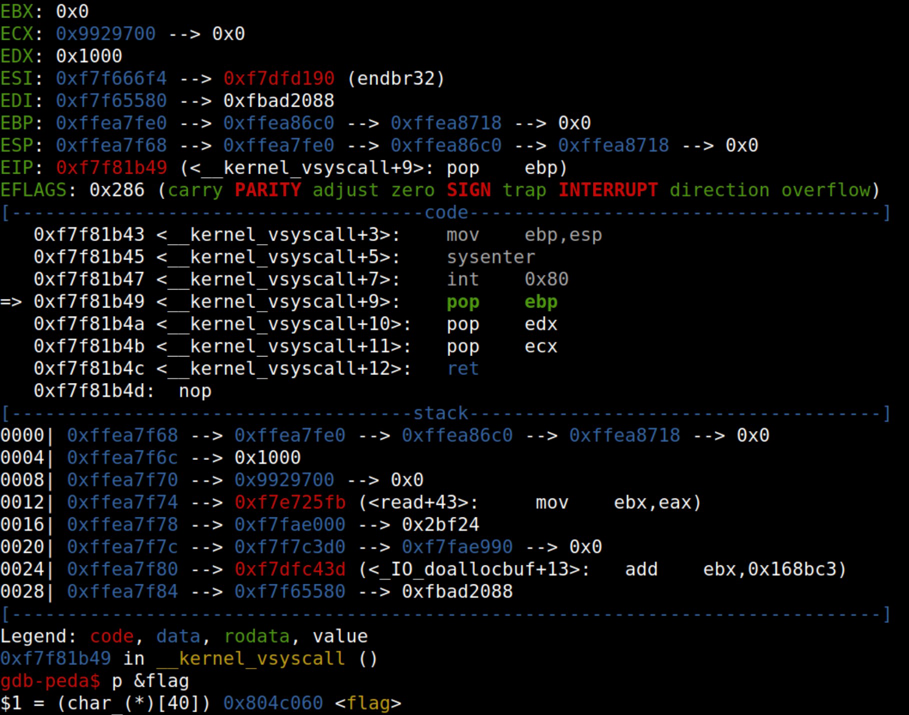 EBX: 0x0
ECX: 0x9929700 --> 0x0
EDX: 0x1000
ESI: 0xf7f666f4 --> 0xf7dfd190 (endbr32)
EDI: 0xf7f65580 --> 0xfbad2088
EBP: 0xffea7fe0 --> 0xffea86c0 --> 0xffea8718 --> 0x0
ESP: 0xffea7f68 --> 0xffea7fe0 --> 0xffea86c0 --> 0xffea8718 --> 0x0
EIP: 0xf7f81b49 (<__kernel_vsyscall+9>: pop    ebp)
EFLAGS: 0x286 (carry PARITY adjust zero SIGN trap INTERRUPT direction overflow)
[-------------------------------------code-------------------------------------]
   0xf7f81b43 <__kernel_vsyscall+3>:    mov    ebp,esp
   0xf7f81b45 <__kernel_vsyscall+5>:    sysenter
   0xf7f81b47 <__kernel_vsyscall+7>:    int    0x80
=> 0xf7f81b49 <__kernel_vsyscall+9>:    pop    ebp
   0xf7f81b4a <__kernel_vsyscall+10>:   pop    edx
   0xf7f81b4b <__kernel_vsyscall+11>:   pop    ecx
   0xf7f81b4c <__kernel_vsyscall+12>:   ret
   0xf7f81b4d:  nop
[------------------------------------stack-------------------------------------]
0000| 0xffea7f68 --> 0xffea7fe0 --> 0xffea86c0 --> 0xffea8718 --> 0x0
0004| 0xffea7f6c --> 0x1000
0008| 0xffea7f70 --> 0x9929700 --> 0x0
0012| 0xffea7f74 --> 0xf7e725fb (<read+43>:     mov    ebx,eax)
0016| 0xffea7f78 --> 0xf7fae000 --> 0x2bf24
0020| 0xffea7f7c --> 0xf7f7c3d0 --> 0xf7fae990 --> 0x0
0024| 0xffea7f80 --> 0xf7dfc43d (<_IO_doallocbuf+13>:   add    ebx,0x168bc3)
0028| 0xffea7f84 --> 0xf7f65580 --> 0xfbad2088
[------------------------------------------------------------------------------]
Legend: code, data, rodata, value
0xf7f81b49 in __kernel_vsyscall ()
gdb-peda$ p &flag
$1 = (char (*)[40]) 0x804c060 <flag>